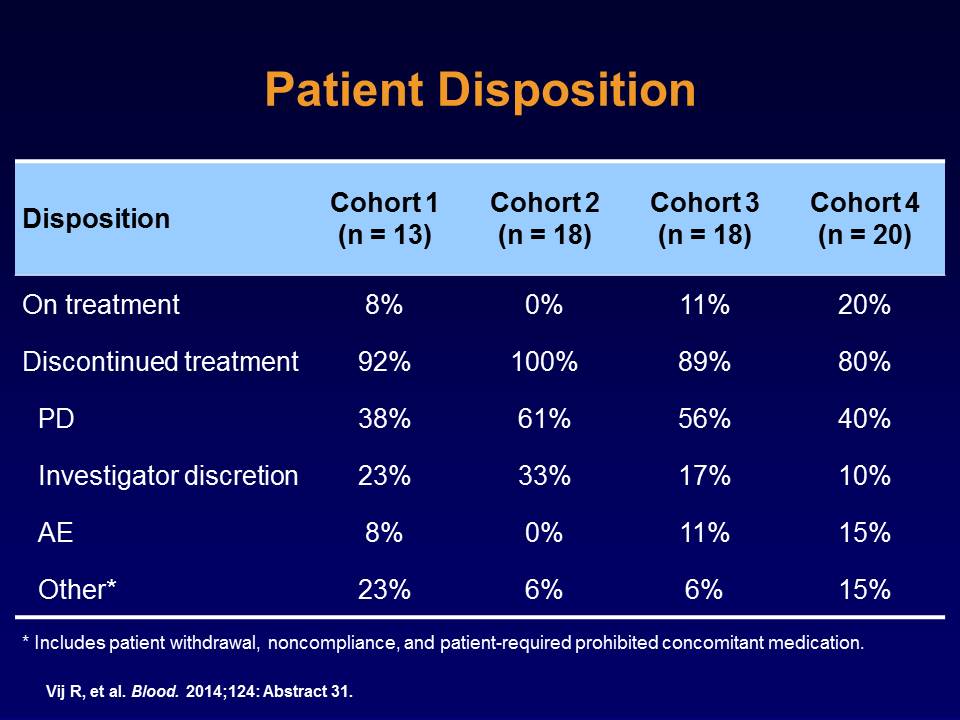 Patient Disposition
Disposition Cohort 1 (n = 13) Cohort 2 (n = 18) Cohort 3 (n = 18) Cohort 4 (n = 20)
On treatment 8% 0% 11% 20%
Discontinued treatment 92% 100% 89% 80%
PD 38% 61% 56% 40%
Investigator discretion 23% 33% 17% 10%
AE 8% 0% 11% 15%
Other* 23% 6% 6% 15%
* Includes patient withdrawal, noncompliance, and patient-required prohibited concomitant medication.
Vij R, et al. Blood. 2014;124: Abstract 31.